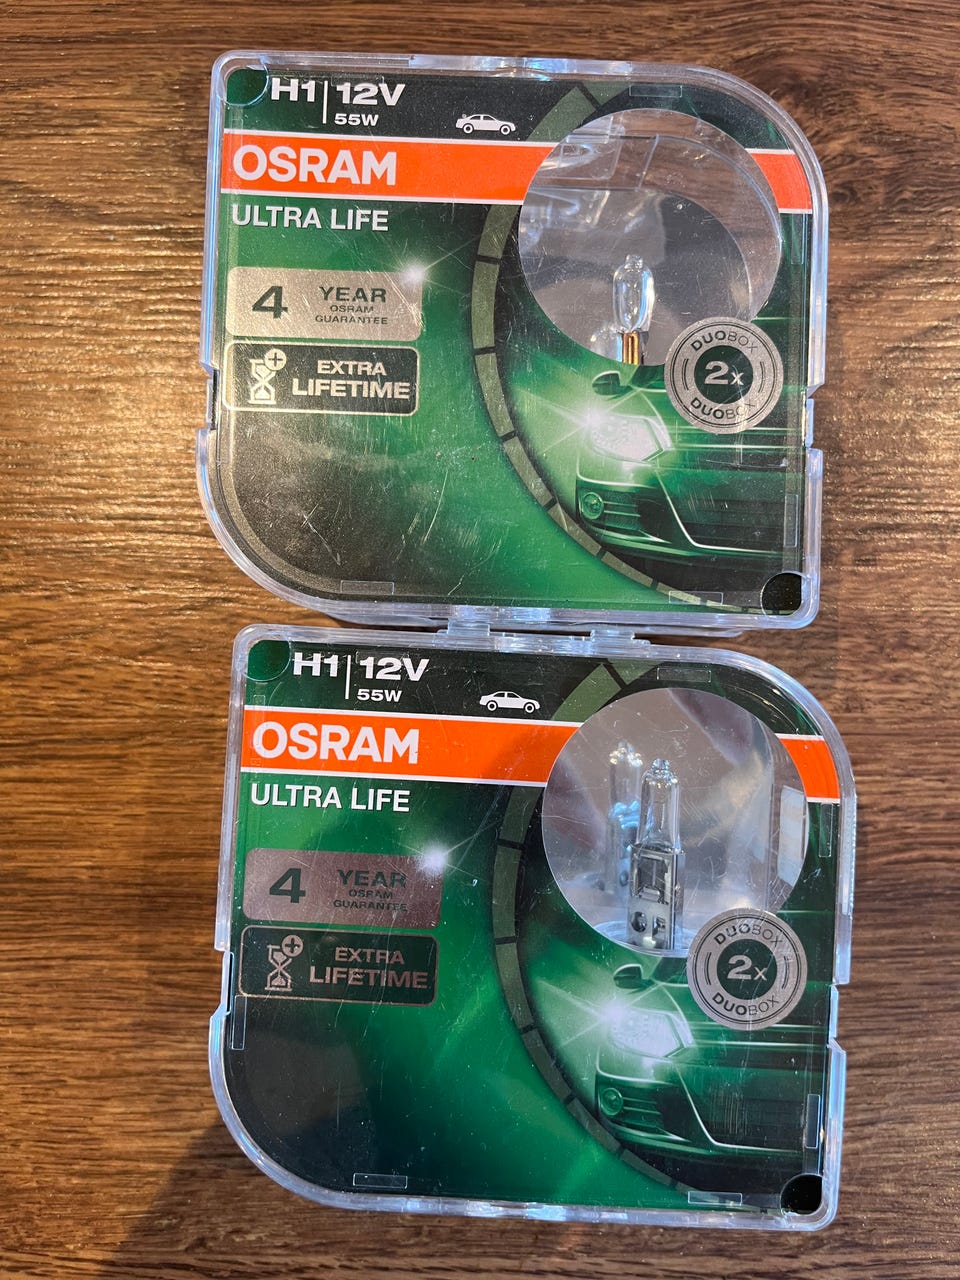 H1 | 12V
55W
OSRAM
ULTRA LIFE
4 YEAR
OSRAM
GUARANTEE
EXTRA
LIFETIME
DUOBOX
2x
DUOBOX
H1 | 12V
55W
OSRAM
ULTRA LIFE
4 YEAR
OSRAM
GUARANTEE
EXTRA
LIFETIME
DUOBOX
2x
DUOBOX